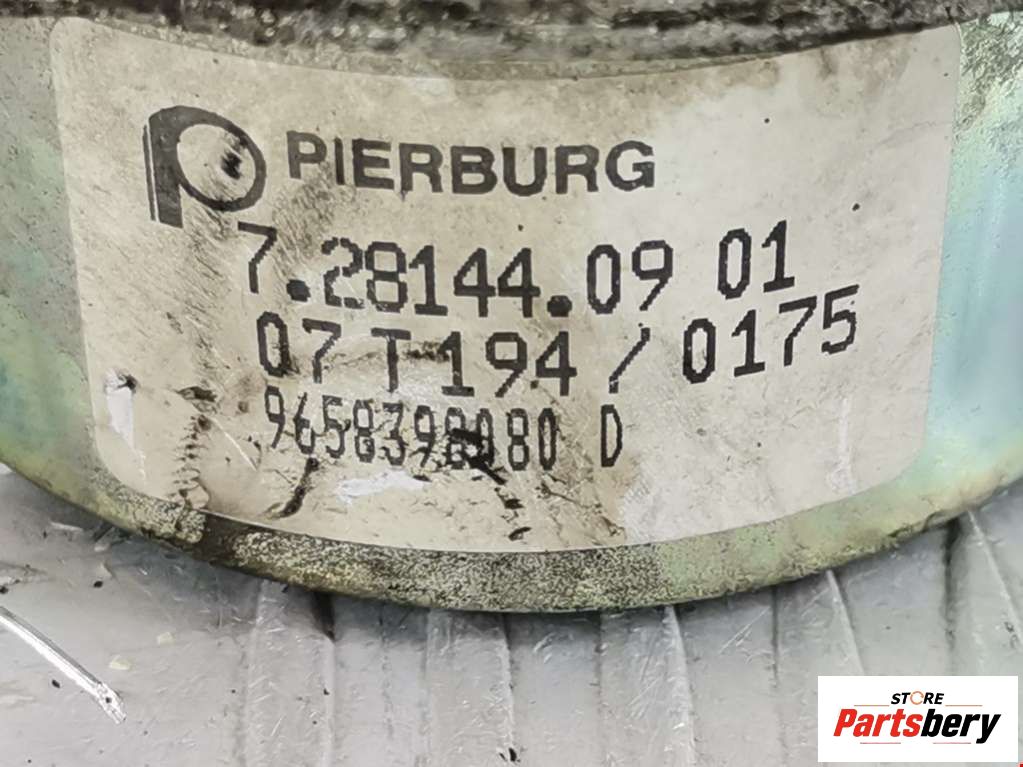 PIERBURG
7.28144.09 01
07 T 194 / 0175
9658398080 D
STORE
Partsbery